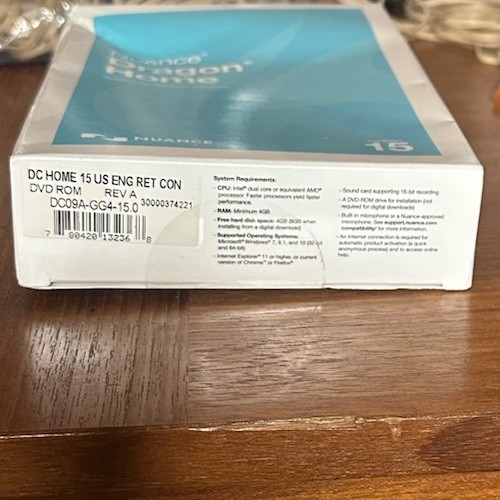 Nuance®
Dragon®
Home
NUANCE
15
DC HOME 15 US ENG RET CON
DVD ROM REV A
DC09A-GG4-15.0 30000374221
7 80420 13236 8
System Requirements:
- CPU: Intel® dual core or equivalent AMD®
processor. Faster processors yield faster
performance.
- RAM: Minimum 4GB
- Free hard disk space: 4GB (8GB when
installing from a digital download)
- Supported Operating Systems:
Microsoft® Windows® 7, 8.1, and 10 (32-bit
and 64-bit)
- Internet Explorer® 11 or higher, or current
version of Chrome™ or Firefox®
- Sound card supporting 16-bit recording
- A DVD-ROM drive for installation (not
required for digital downloads)
- Built-in microphone or a Nuance-approved
microphone. See support.nuance.com/
compatibility/ for more information.
- An Internet connection is required for
automatic product activation (a quick
anonymous process) and to access online
help.